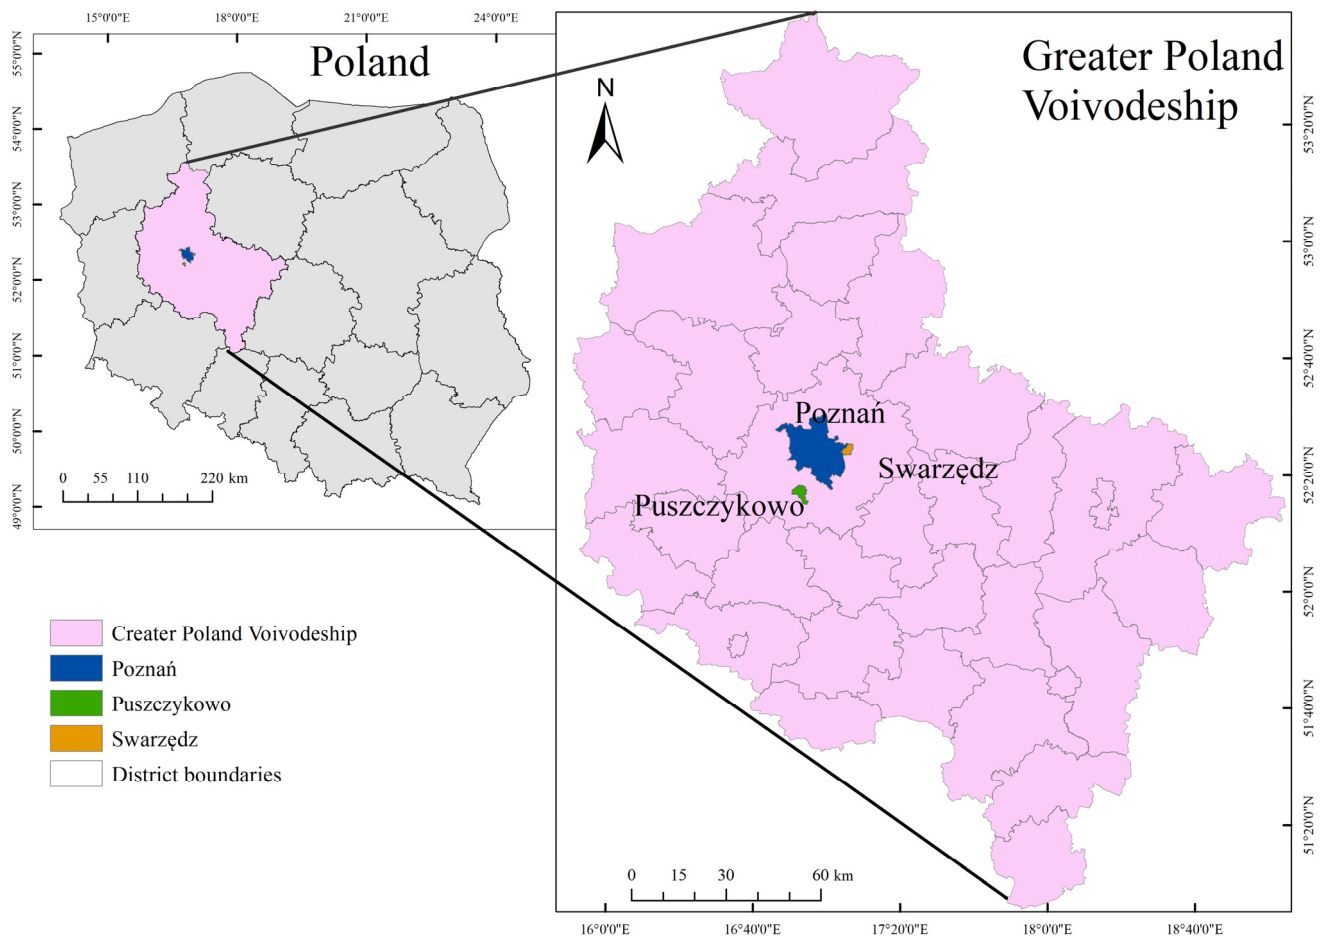 15°0'0"E 18°0'0"E 21°0'0"E 24°0'0"E
Poland
55°0'0"N
54°0'0"N
53°0'0"N
52°0'0"N
51°0'0"N
50°0'0"N
49°0'0"N
0 55 110 220 km
Greater Poland
Voivodeship
N
Poznań
Swarzędz
Puszczykowo
53°20'0"N
53°0'0"N
52°40'0"N
52°20'0"N
52°0'0"N
51°40'0"N
51°20'0"N
0 15 30 60 km
16°0'0"E 16°40'0"E 17°20'0"E 18°0'0"E 18°40'0"E
Creater Poland Voivodeship
Poznań
Puszczykowo
Swarzędz
District boundaries